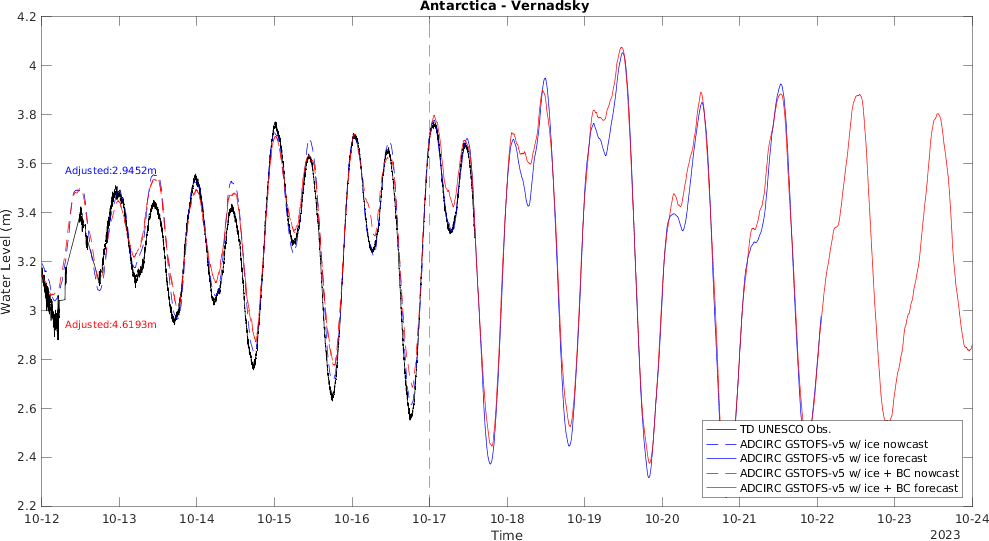 Antarctica - Vernadsky
4.2
4
3.8
3.6
3.4
3.2
3
2.8
2.6
2.4
2.2
Water Level (m)
Adjusted:2.9452m
Adjusted:4.6193m
TD UNESCO Obs.
ADCIRC GSTOFS-v5 w/ ice nowcast
ADCIRC GSTOFS-v5 w/ ice forecast
ADCIRC GSTOFS-v5 w/ ice + BC nowcast
ADCIRC GSTOFS-v5 w/ ice + BC forecast
10-12 10-13 10-14 10-15 10-16 10-17 10-18 10-19 10-20 10-21 10-22 10-23 10-24
Time
2023